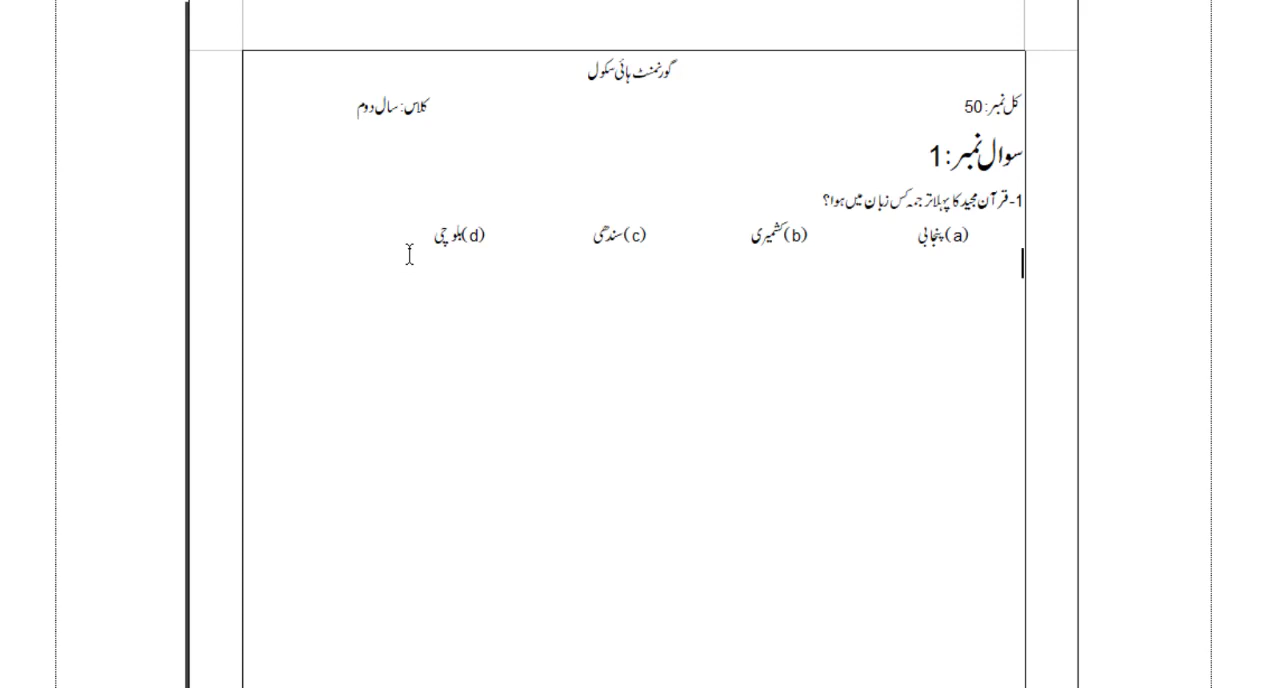 گورنمنٹ ہائی سکول
کل نمبر: 50 کلاس: سال دوم
سوال نمبر: 1
1-قرآن مجید کا پہلا ترجمہ کس زبان میں ہوا؟
(a)پنجابی (b)کشمیری (c)سندھی (d)بلوچی